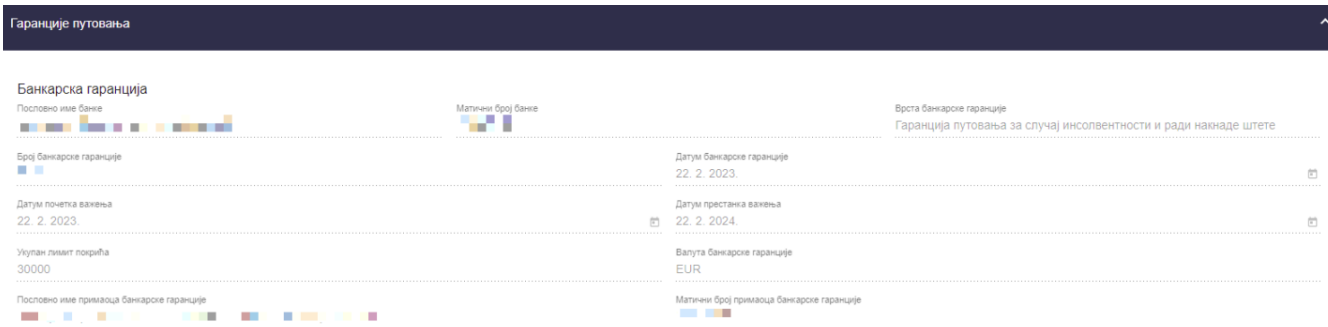 Гаранције путовања
Банкарска гаранција
Пословно име банке
Матични број банке
Врста банкарске гаранције
Гаранција путовања за случај инсолвентности и ради накнаде штете
Број банкарске гаранције
Датум банкарске гаранције
22. 2. 2023.
Датум почетка важења
22. 2. 2023.
Датум престанка важења
22. 2. 2024.
Укупан лимит покрића
30000
Валута банкарске гаранције
EUR
Пословно име примаоца банкарске гаранције
Матични број примаоца банкарске гаранције